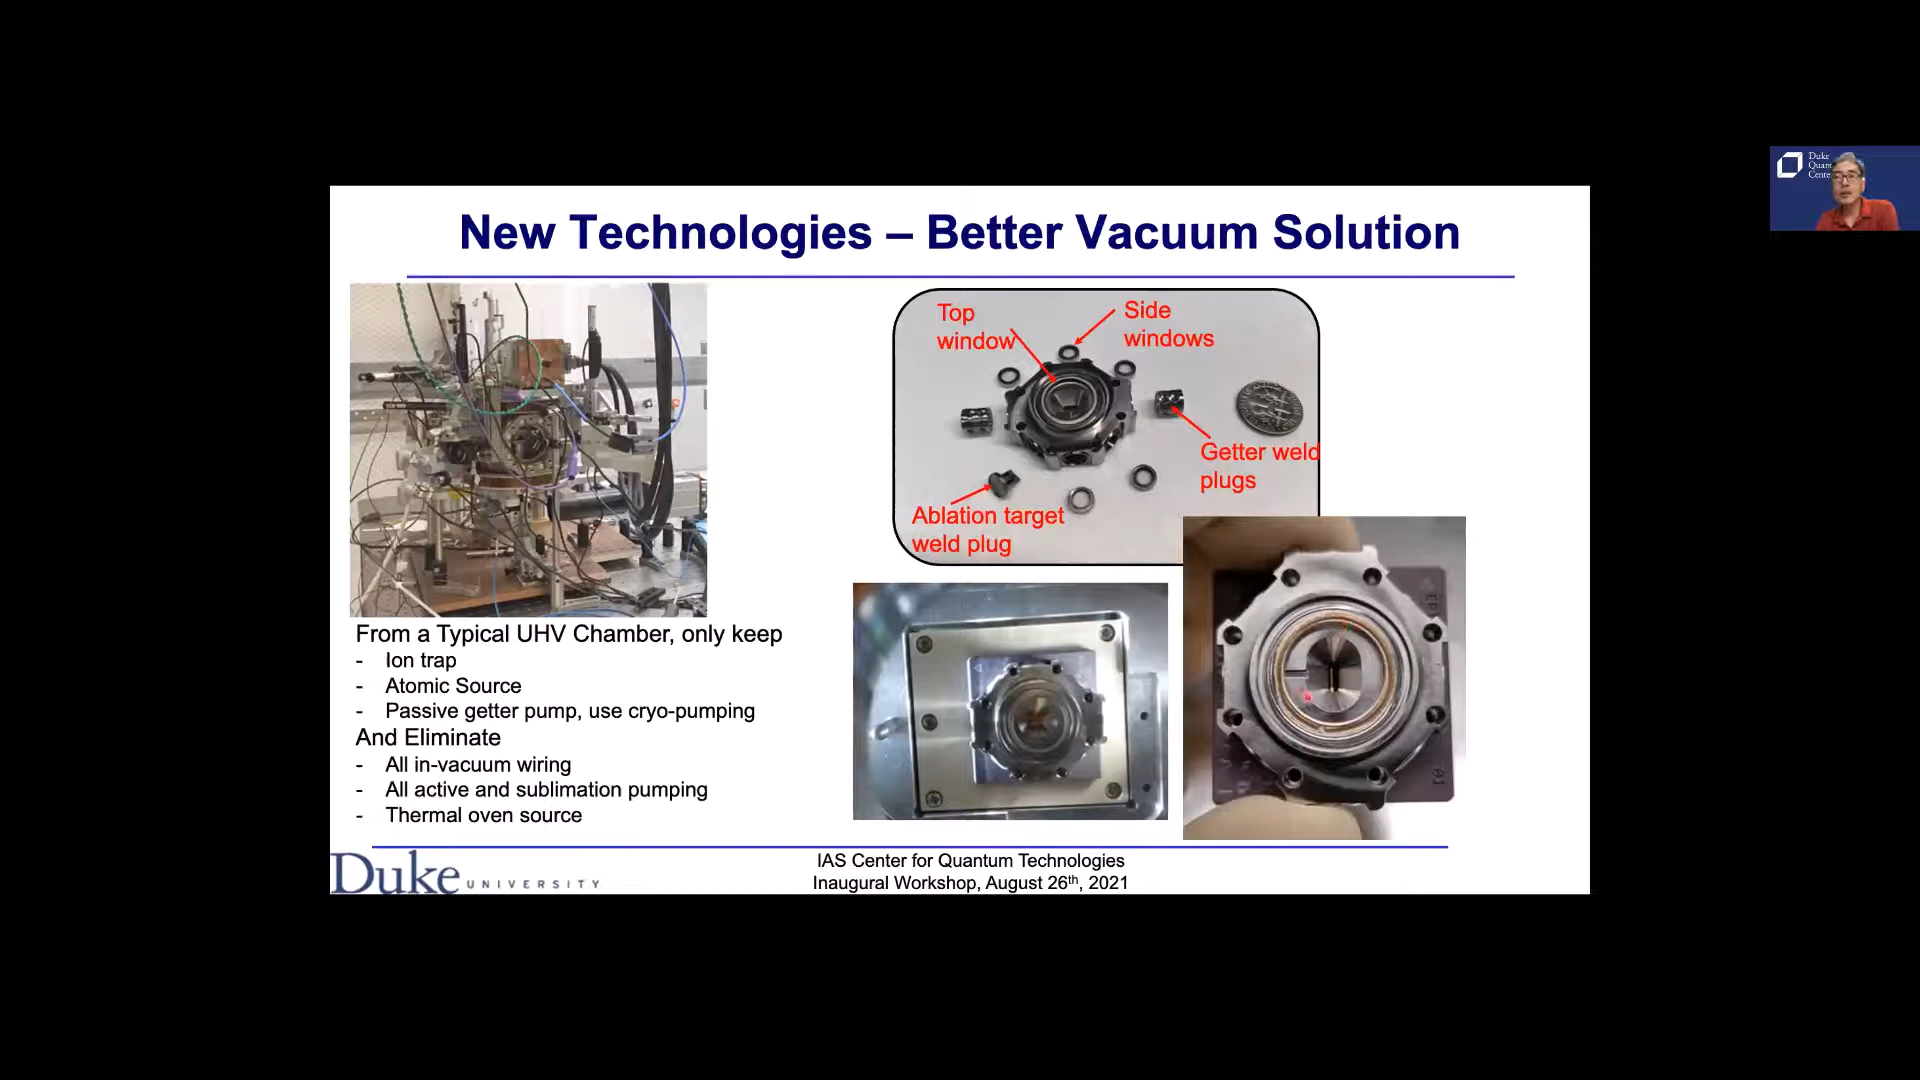 New Technologies – Better Vacuum Solution
Top
window
Side
windows
Getter weld
plugs
Ablation target
weld plug
From a Typical UHV Chamber, only keep
- Ion trap
- Atomic Source
- Passive getter pump, use cryo-pumping
And Eliminate
- All in-vacuum wiring
- All active and sublimation pumping
- Thermal oven source
Duke UNIVERSITY
IAS Center for Quantum Technologies
Inaugural Workshop, August 26th, 2021
Duke